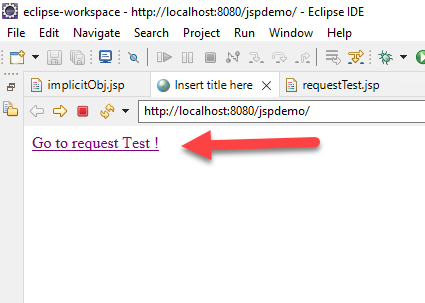 eclipse-workspace - http://localhost:8080/jspdemo/ - Eclipse IDE
File Edit Navigate Search Project Run Window Help
implicitObj.jsp Insert title here requestTest.jsp
http://localhost:8080/jspdemo/
Go to request Test !